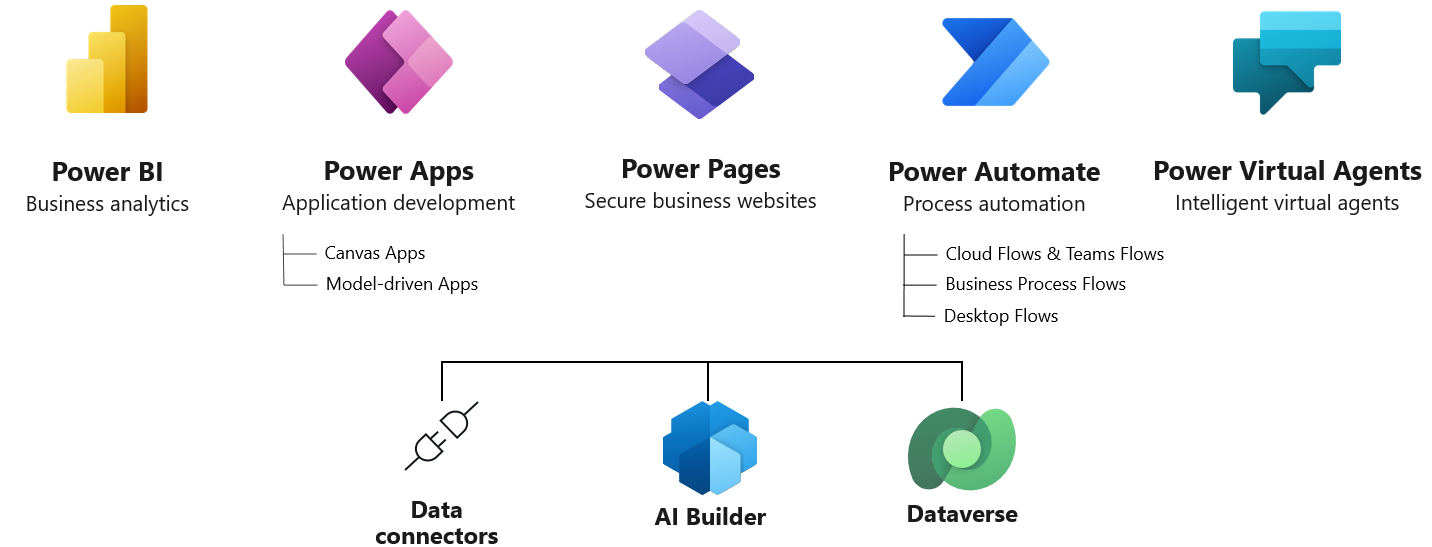 Power BI
Business analytics
Power Apps
Application development
Canvas Apps
Model-driven Apps
Power Pages
Secure business websites
Power Automate
Process automation
Cloud Flows & Teams Flows
Business Process Flows
Desktop Flows
Power Virtual Agents
Intelligent virtual agents
Data
connectors
AI Builder
Dataverse